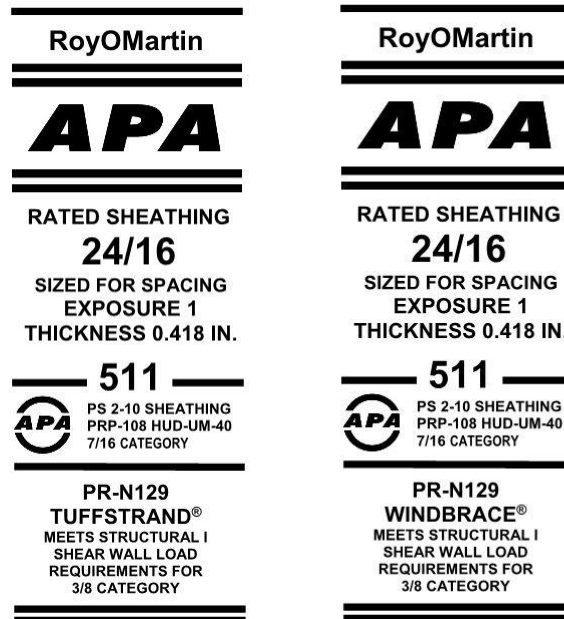 RoyOMartin
APA
RATED SHEATHING
24/16
SIZED FOR SPACING
EXPOSURE 1
THICKNESS 0.418 IN.
511
APA
PS 2-10 SHEATHING
PRP-108 HUD-UM-40
7/16 CATEGORY
PR-N129
TUFFSTRAND®
MEETS STRUCTURAL I
SHEAR WALL LOAD
REQUIREMENTS FOR
3/8 CATEGORY
RoyOMartin
APA
RATED SHEATHING
24/16
SIZED FOR SPACING
EXPOSURE 1
THICKNESS 0.418 IN.
511
APA
PS 2-10 SHEATHING
PRP-108 HUD-UM-40
7/16 CATEGORY
PR-N129
WINDBRACE®
MEETS STRUCTURAL I
SHEAR WALL LOAD
REQUIREMENTS FOR
3/8 CATEGORY